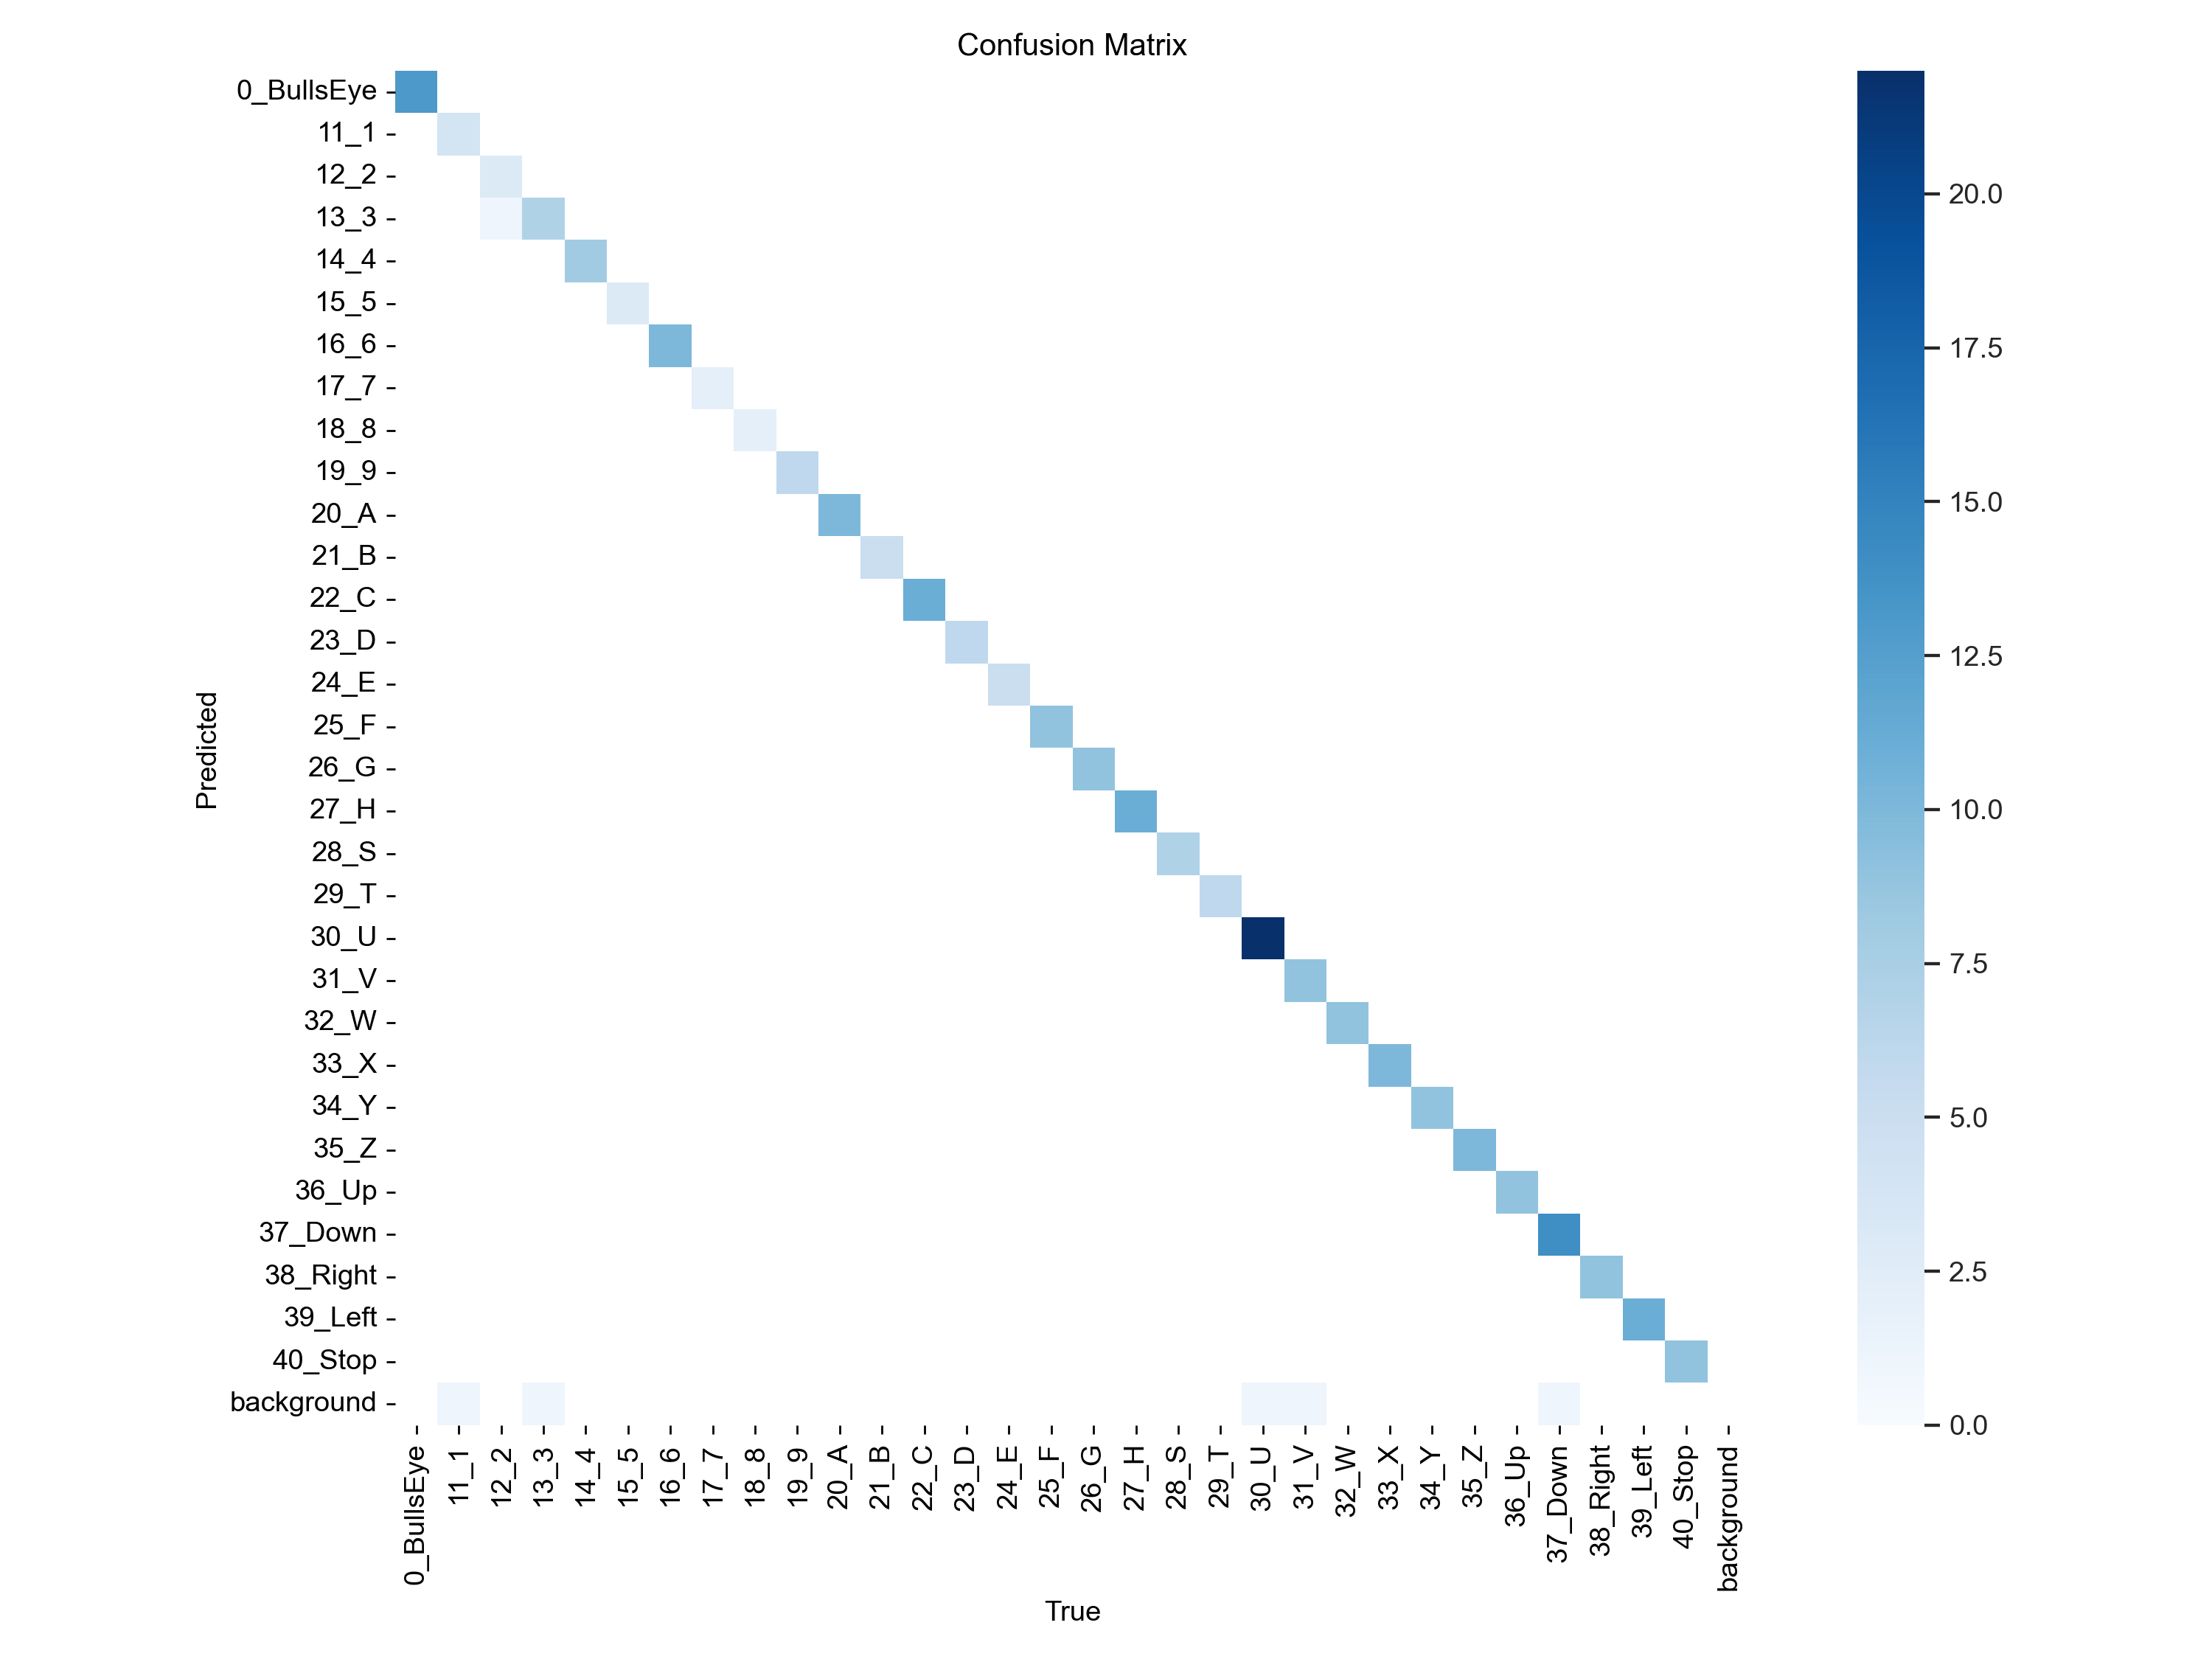 Confusion Matrix
Predicted
0_BullsEye
11_1
12_2
13_3
14_4
15_5
16_6
17_7
18_8
19_9
20_A
21_B
22_C
23_D
24_E
25_F
26_G
27_H
28_S
29_T
30_U
31_V
32_W
33_X
34_Y
35_Z
36_Up
37_Down
38_Right
39_Left
40_Stop
background
0_BullsEye
11_1
12_2
13_3
14_4
15_5
16_6
17_7
18_8
19_9
20_A
21_B
22_C
23_D
24_E
25_F
26_G
27_H
28_S
29_T
30_U
31_V
32_W
33_X
34_Y
35_Z
36_Up
37_Down
38_Right
39_Left
40_Stop
background
True
20.0
17.5
15.0
12.5
10.0
7.5
5.0
2.5
0.0